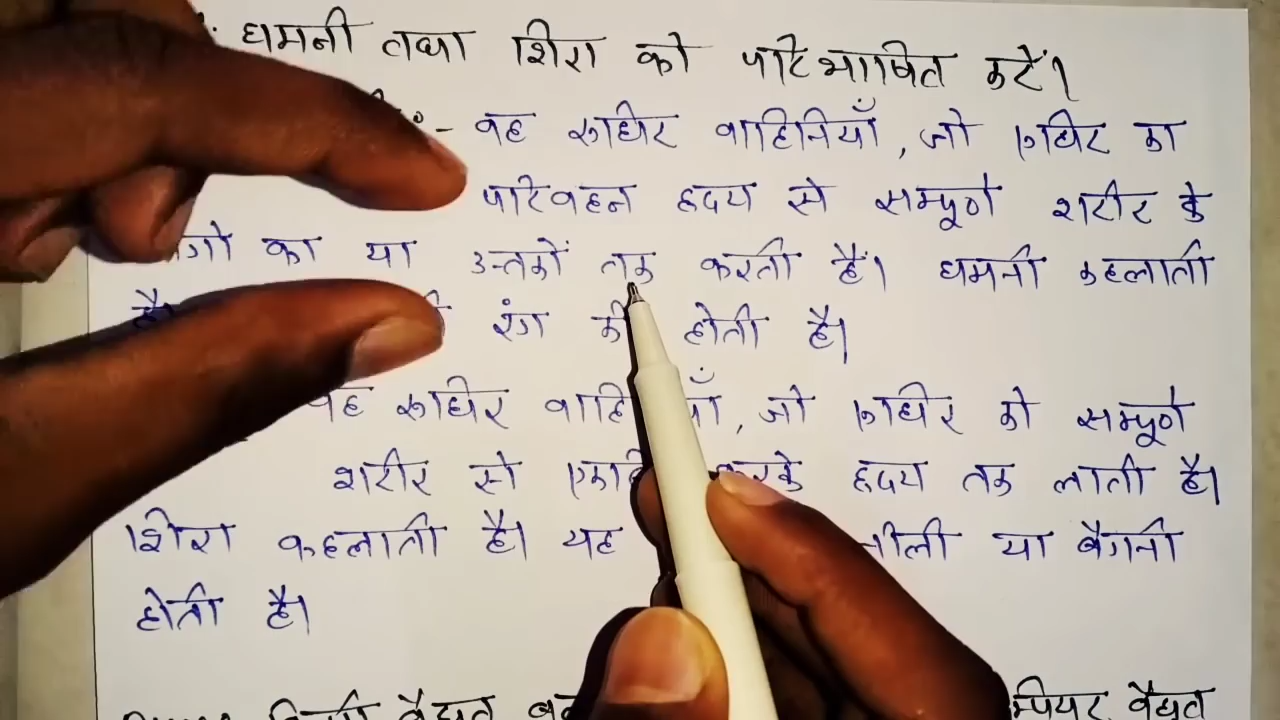 धमनी तथा शिरा को परिभाषित करें।
:- वह रूधिर वाहिनियाँ, जो रूधिर का
परिवहन हृदय से सम्पूर्ण शरीर के
का या उत्तकों तक करती हैं। धमनी कहलाती
है। रंग की होती है।
वह रूधिर जो रूधिर को सम्पूर्ण
शरीर से करके हृदय तक लाती है।
शिरा कहलाती है। यह नीली या बैगनी
होती है।
वैद्युत